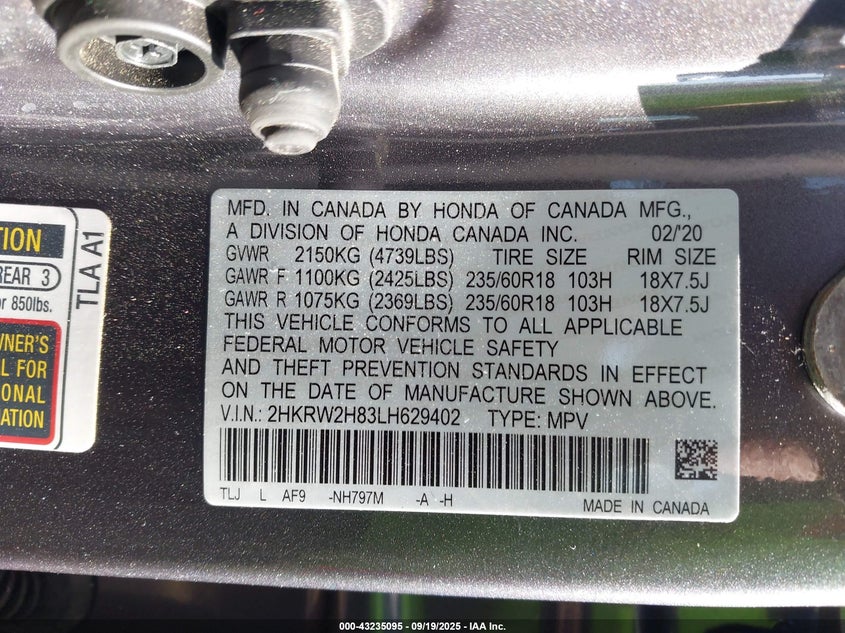 MFD. IN CANADA BY HONDA OF CANADA MFG.,
A DIVISION OF HONDA CANADA INC. 02/'20
GVWR 2150KG (4739LBS) TIRE SIZE RIM SIZE
GAWR F 1100KG (2425LBS) 235/60R18 103H 18X7.5J
GAWR R 1075KG (2369LBS) 235/60R18 103H 18X7.5J
THIS VEHICLE CONFORMS TO ALL APPLICABLE
FEDERAL MOTOR VEHICLE SAFETY
AND THEFT PREVENTION STANDARDS IN EFFECT
ON THE DATE OF MANUFACTURE SHOWN ABOVE.
V.I.N.: 2HKRW2H83LH629402 TYPE: MPV
TLJ L AF9 -NH797M -A -H
MADE IN CANADA
TION
REAR 3
or 850lbs.
WNER'S
L FOR
IONAL
ATION
TLA A1
000-43235095 - 09/19/2025 - IAA Inc.